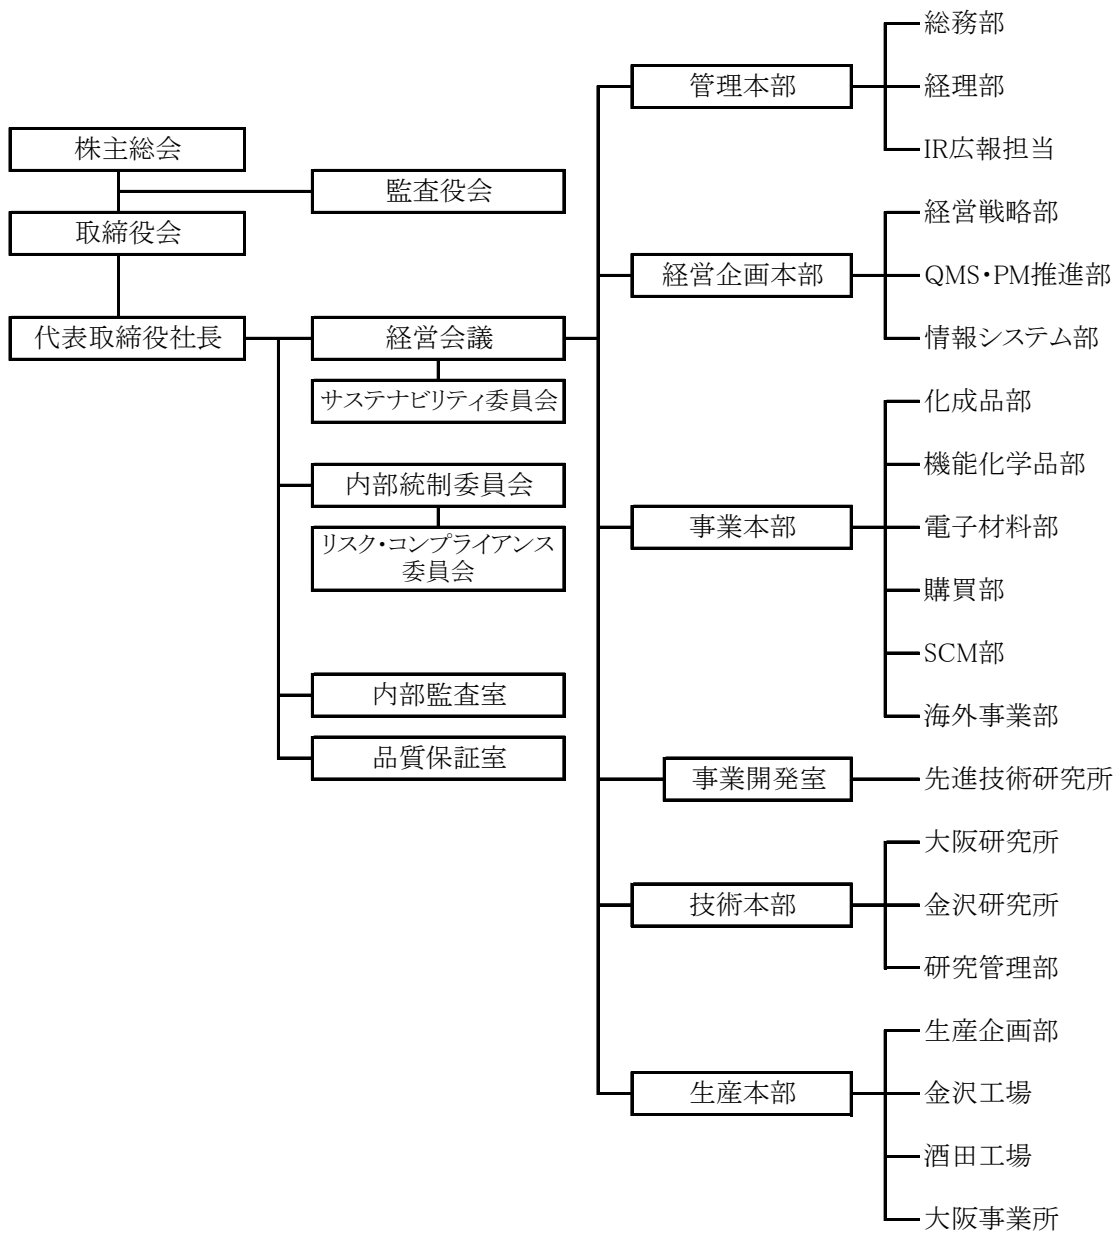 株主総会
監査役会
取締役会
代表取締役社長
経営会議
サステナビリティ委員会
内部統制委員会
リスク・コンプライアンス
委員会
内部監査室
品質保証室
管理本部
総務部
経理部
IR広報担当
経営企画本部
経営戦略部
QMS・PM推進部
情報システム部
事業本部
化成品部
機能化学品部
電子材料部
購買部
SCM部
海外事業部
事業開発室
先進技術研究所
技術本部
大阪研究所
金沢研究所
研究管理部
生産本部
生産企画部
金沢工場
酒田工場
大阪事業所